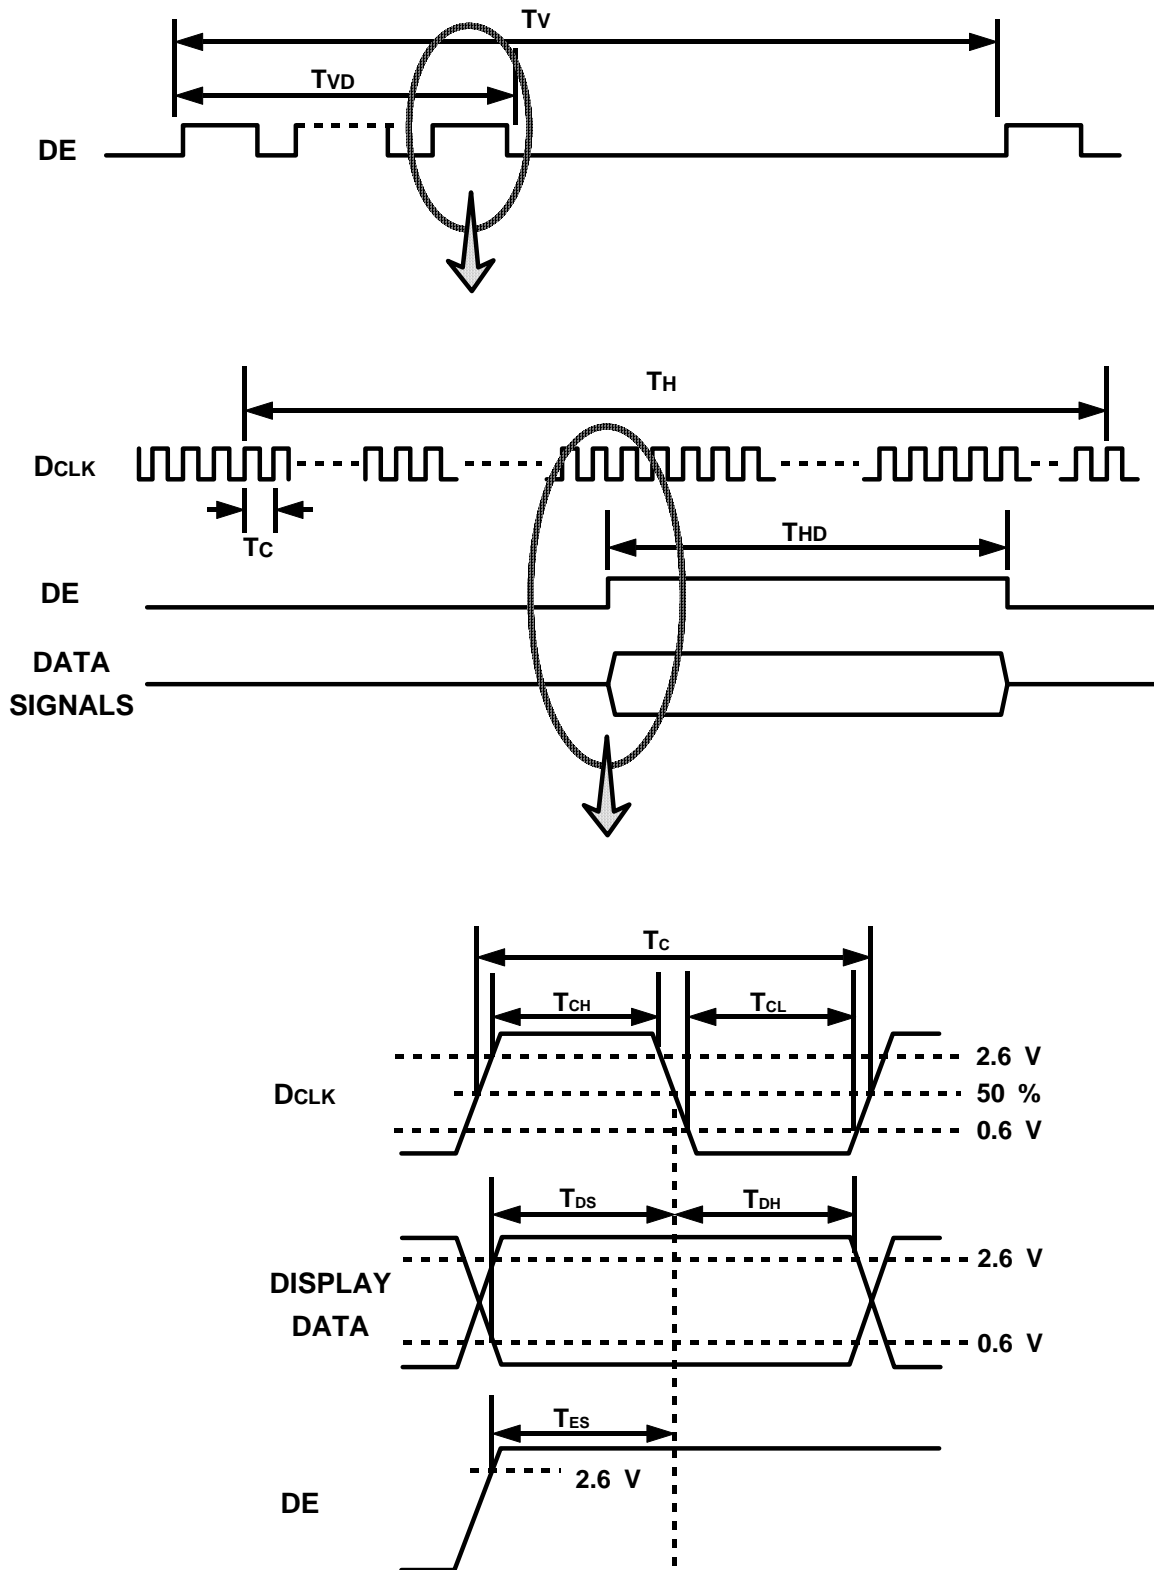 TV
TVD
DE
TH
DCLK
TC
THD
DE
DATA
SIGNALS
TC
TCH
TCL
2.6 V
DCLK
50 %
0.6 V
TDS
TDH
2.6 V
DISPLAY
DATA
0.6 V
TES
2.6 V
DE